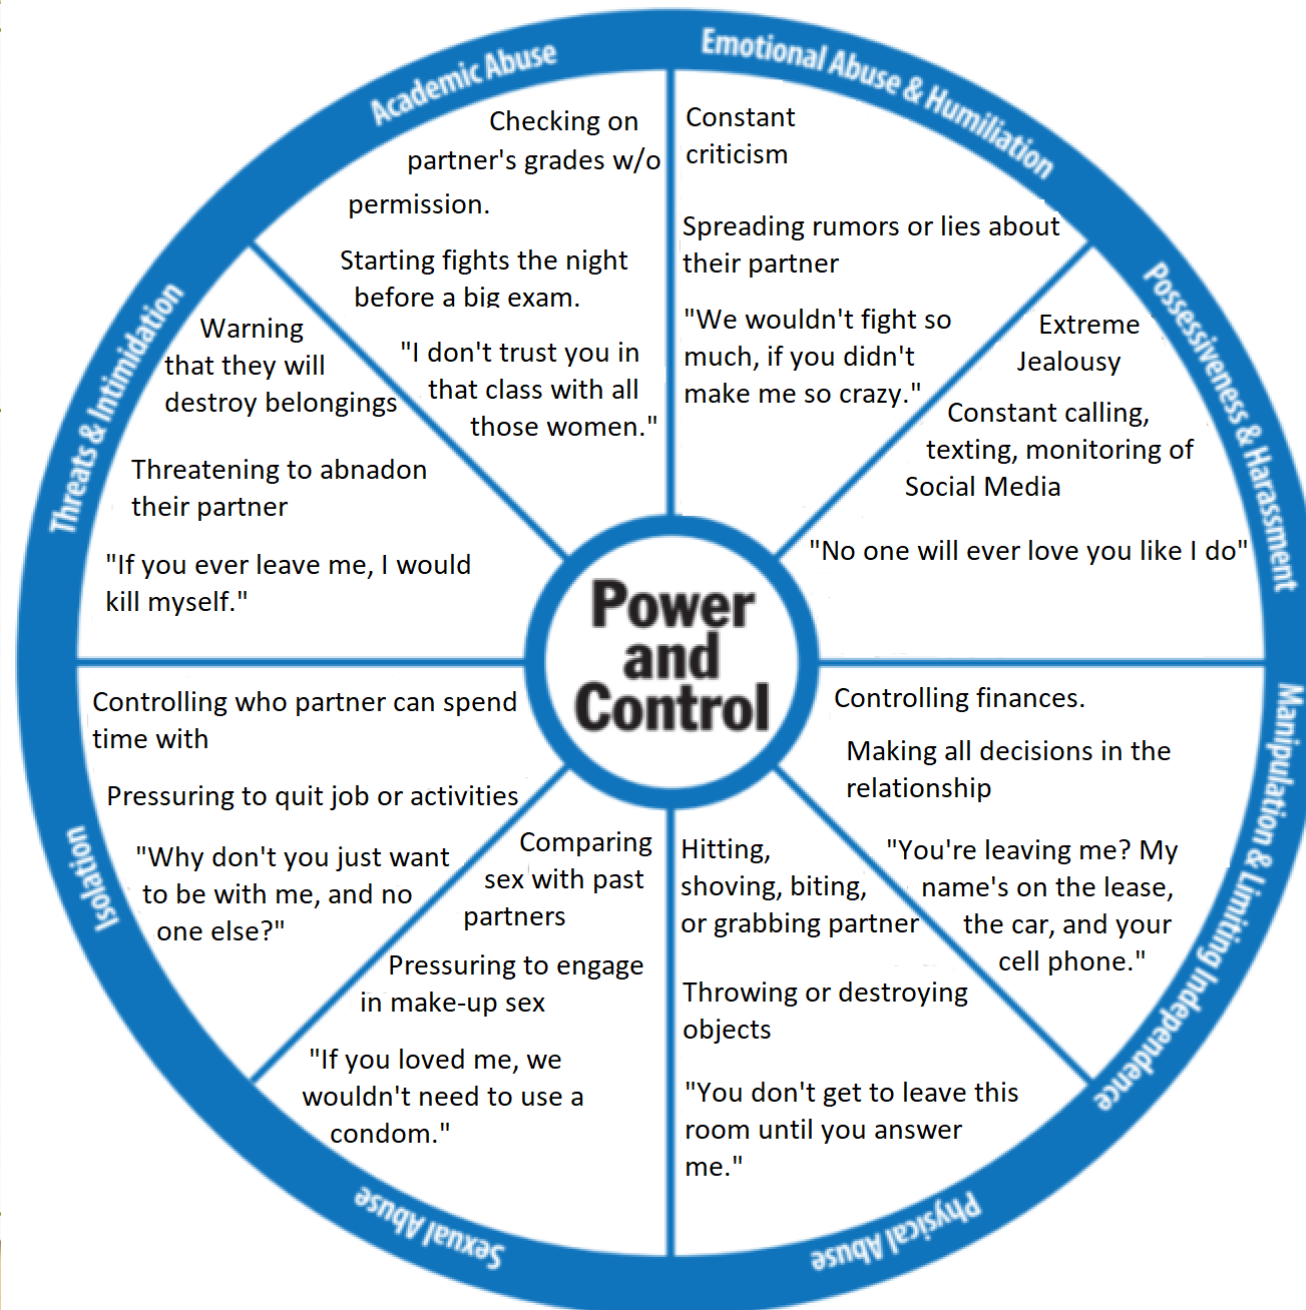 Emotional Abuse & Humiliation
Constant
criticism
Spreading rumors or lies about
their partner
"We wouldn't fight so
much, if you didn't
make me so crazy."
Possessiveness & Harassment
Extreme
Jealousy
Constant calling,
texting, monitoring of
Social Media
"No one will ever love you like I do"
Manipulation & Limiting Independence
Controlling finances.
Making all decisions in the
relationship
"You're leaving me? My
name's on the lease,
the car, and your
cell phone."
Physical Abuse
Hitting,
shoving, biting,
or grabbing partner
Throwing or destroying
objects
"You don't get to leave this
room until you answer
me."
Sexual Abuse
Comparing
sex with past
partners
Pressuring to engage
in make-up sex
"If you loved me, we
wouldn't need to use a
condom."
Isolation
Controlling who partner can spend
time with
Pressuring to quit job or activities
"Why don't you just want
to be with me, and no
one else?"
Threats & Intimidation
Warning
that they will
destroy belongings
Threatening to abnadon
their partner
"If you ever leave me, I would
kill myself."
Academic Abuse
Checking on
partner's grades w/o
permission.
Starting fights the night
before a big exam.
"I don't trust you in
that class with all
those women."
Power
and
Control